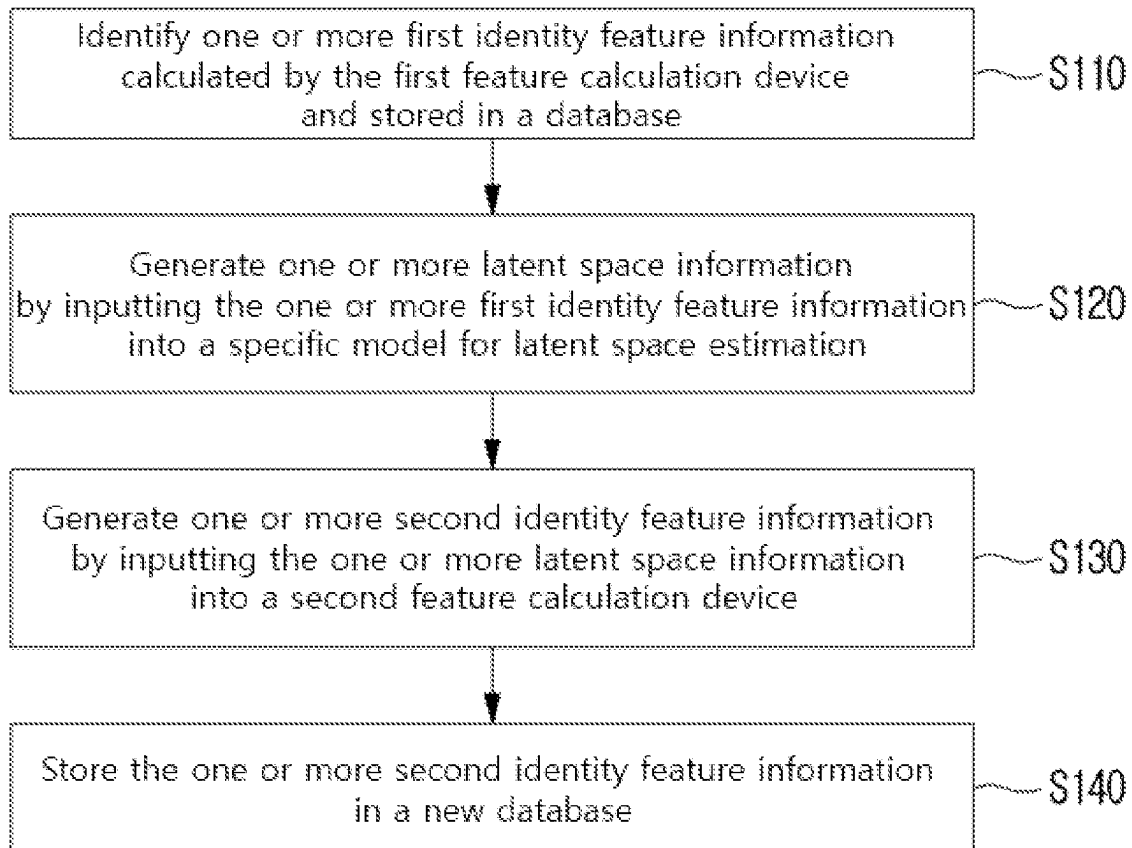 Identify one or more first identity feature information
calculated by the first feature calculation device
and stored in a database
S110
Generate one or more latent space information
by inputting the one or more first identity feature information
into a specific model for latent space estimation
S120
Generate one or more second identity feature information
by inputting the one or more latent space information
into a second feature calculation device
S130
Store the one or more second identity feature information
in a new database
S140